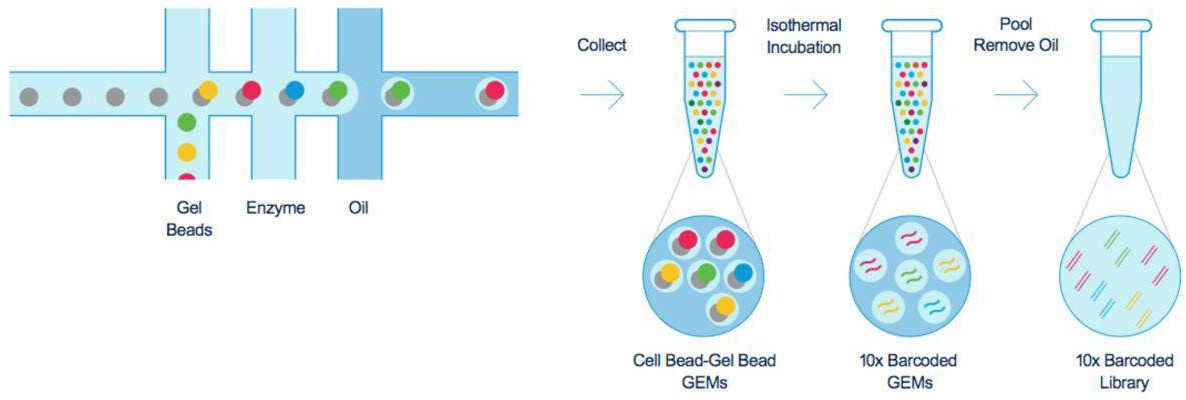 Gel
Beads
Enzyme
Oil
Collect
Isothermal
Incubation
Pool
Remove Oil
Cell Bead-Gel Bead
GEMs
10x Barcoded
GEMs
10x Barcoded
Library